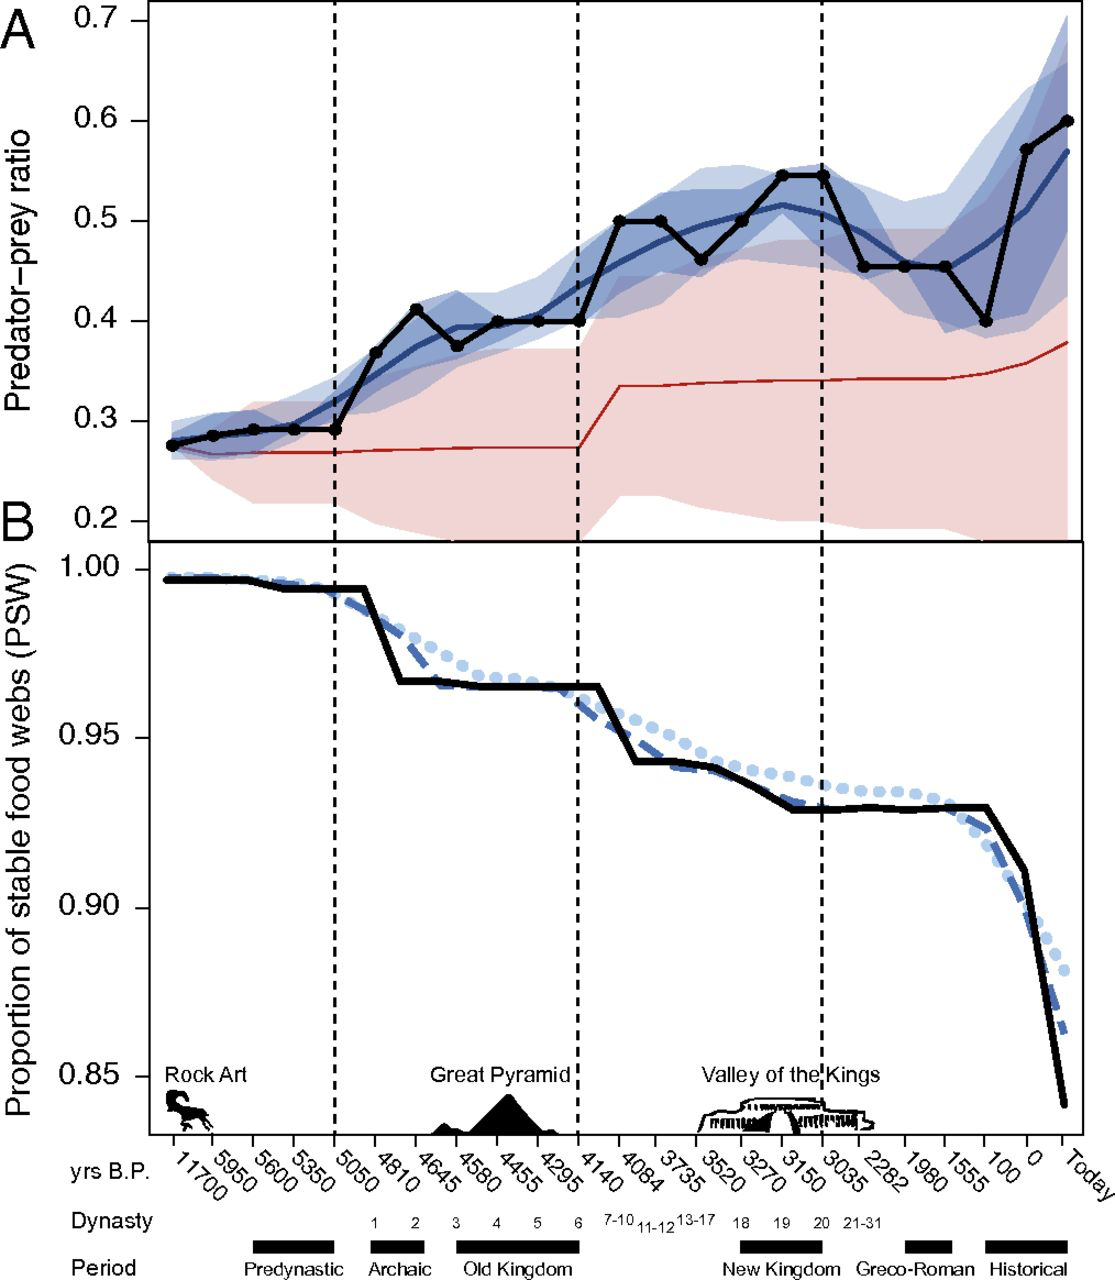 A
0.7
0.6
0.5
0.4
0.3
0.2
Predator–prey ratio
B
1.00
0.95
0.90
0.85
Proportion of stable food webs (PSW)
Rock Art
Great Pyramid
Valley of the Kings
yrs B.P. 11700 5950 5600 5350 5050 4810 4645 4580 4455 4295 4140 4084 3735 3520 3270 3150 3035 2282 1980 1555 100 0 Today
Dynasty 1 2 3 4 5 6 7-10 11-12 13-17 18 19 20 21-31
Period Predynastic Archaic Old Kingdom New Kingdom Greco-Roman Historical